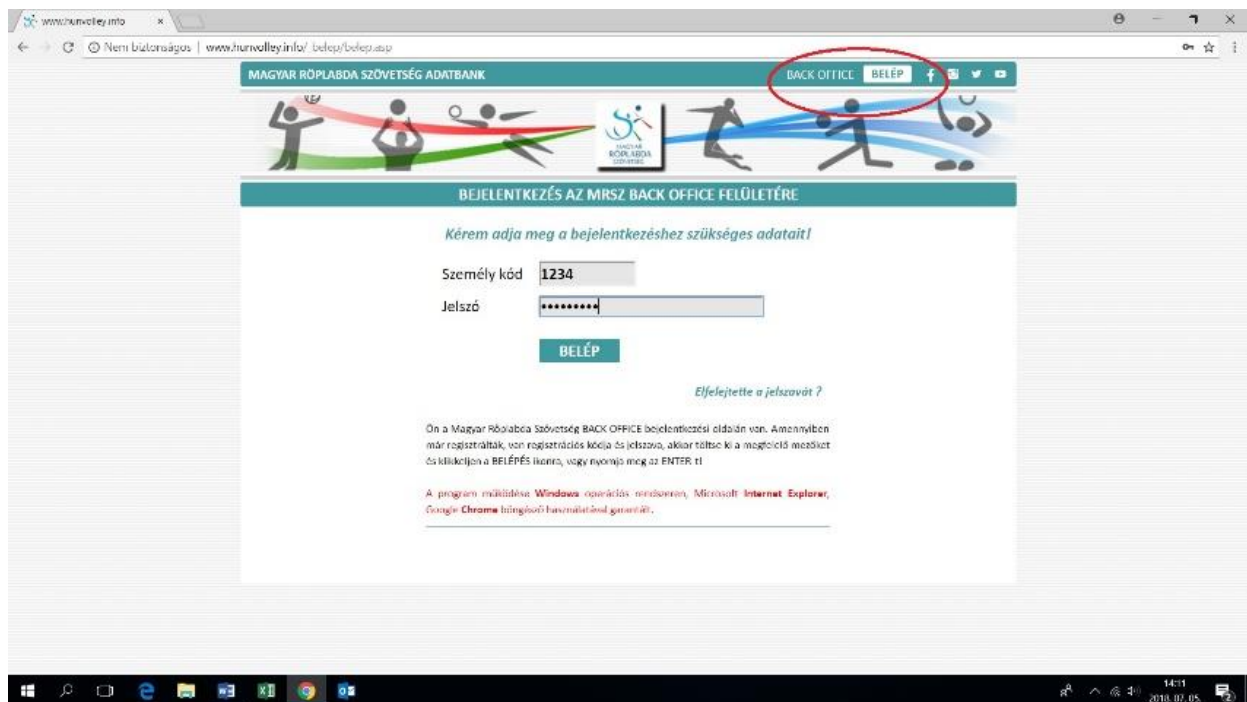 www.hunvolley.info
Nem biztonságos | www.hunvolley.info/_belep/belep.asp
MAGYAR RÖPLABDA SZÖVETSÉG ADATBANK BACK OFFICE BELÉP
MAGYAR
RÖPLABDA
SZÖVETSÉG
BEJELENTKEZÉS AZ MRSZ BACK OFFICE FELÜLETÉRE
Kérem adja meg a bejelentkezéshez szükséges adatait!
Személy kód 1234
Jelszó •••••••••
BELÉP
Elfelejtette a jelszavát ?
Ön a Magyar Röplabda Szövetség BACK OFFICE bejelentkezési oldalán van. Amennyiben
már regisztrálták, van regisztrációs kódja és jelszava, akkor töltse ki a megfelelő mezőket
és klikkeljen a BELÉPÉS ikonra, vagy nyomja meg az ENTER-t!
A program működése Windows operációs rendszeren, Microsoft Internet Explorer,
Google Chrome böngésző használatával garantált.
14:11
2018. 07. 05.